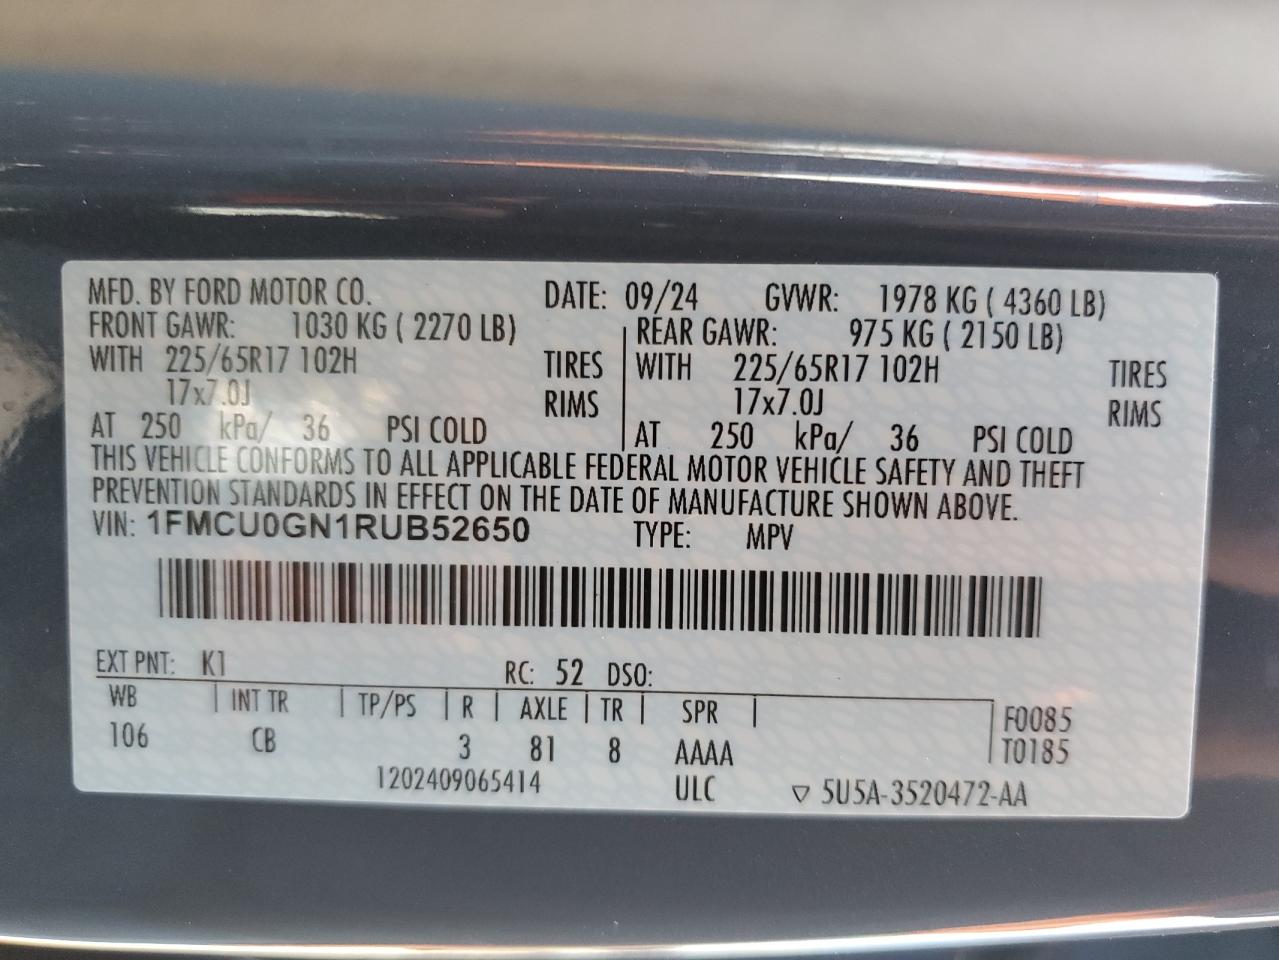 MFD. BY FORD MOTOR CO. DATE: 09/24 GVWR: 1978 KG ( 4360 LB)
FRONT GAWR: 1030 KG ( 2270 LB) REAR GAWR: 975 KG ( 2150 LB)
WITH 225/65R17 102H TIRES WITH 225/65R17 102H TIRES
17x7.0J RIMS 17x7.0J RIMS
AT 250 kPa/ 36 PSI COLD AT 250 kPa/ 36 PSI COLD
THIS VEHICLE CONFORMS TO ALL APPLICABLE FEDERAL MOTOR VEHICLE SAFETY AND THEFT
PREVENTION STANDARDS IN EFFECT ON THE DATE OF MANUFACTURE SHOWN ABOVE.
VIN: 1FMCU0GN1RUB52650 TYPE: MPV
EXT PNT: K1 RC: 52 DSO:
WB INT TR TP/PS R AXLE TR SPR F0085
106 CB 3 81 8 AAAA T0185
1202409065414 ULC ▽ 5U5A-3520472-AA